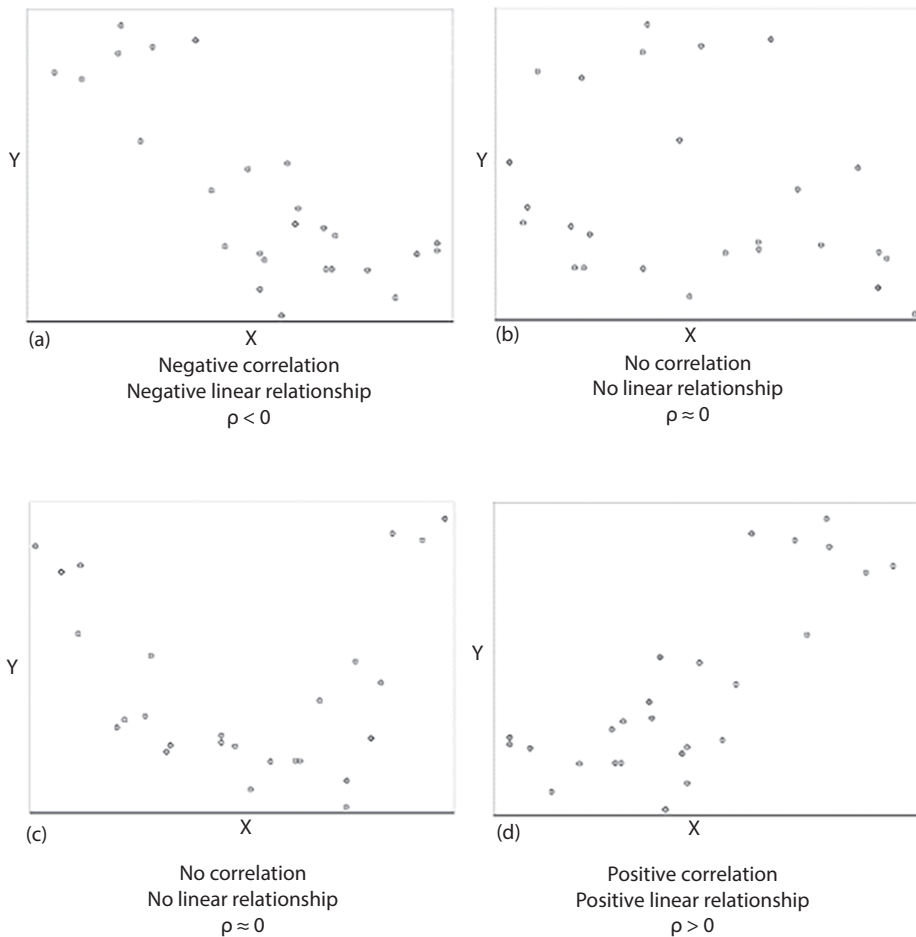 Y
(a)
X
Negative correlation
Negative linear relationship
ρ < 0
Y
(b)
X
No correlation
No linear relationship
ρ ≈ 0
Y
(c)
X
No correlation
No linear relationship
ρ ≈ 0
Y
(d)
X
Positive correlation
Positive linear relationship
ρ > 0